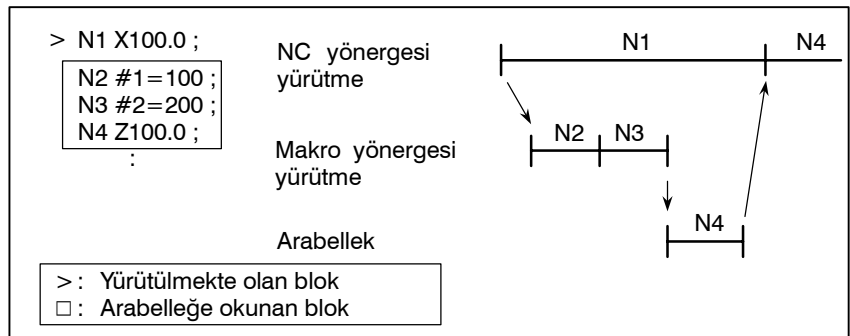 > N1 X100.0 ;
N2 #1=100 ;
N3 #2=200 ;
N4 Z100.0 ;
:
NC yönergesi
yürütme
N1
N4
Makro yönergesi
yürütme
N2
N3
Arabellek
N4
> : Yürütülmekte olan blok
□ : Arabelleğe okunan blok